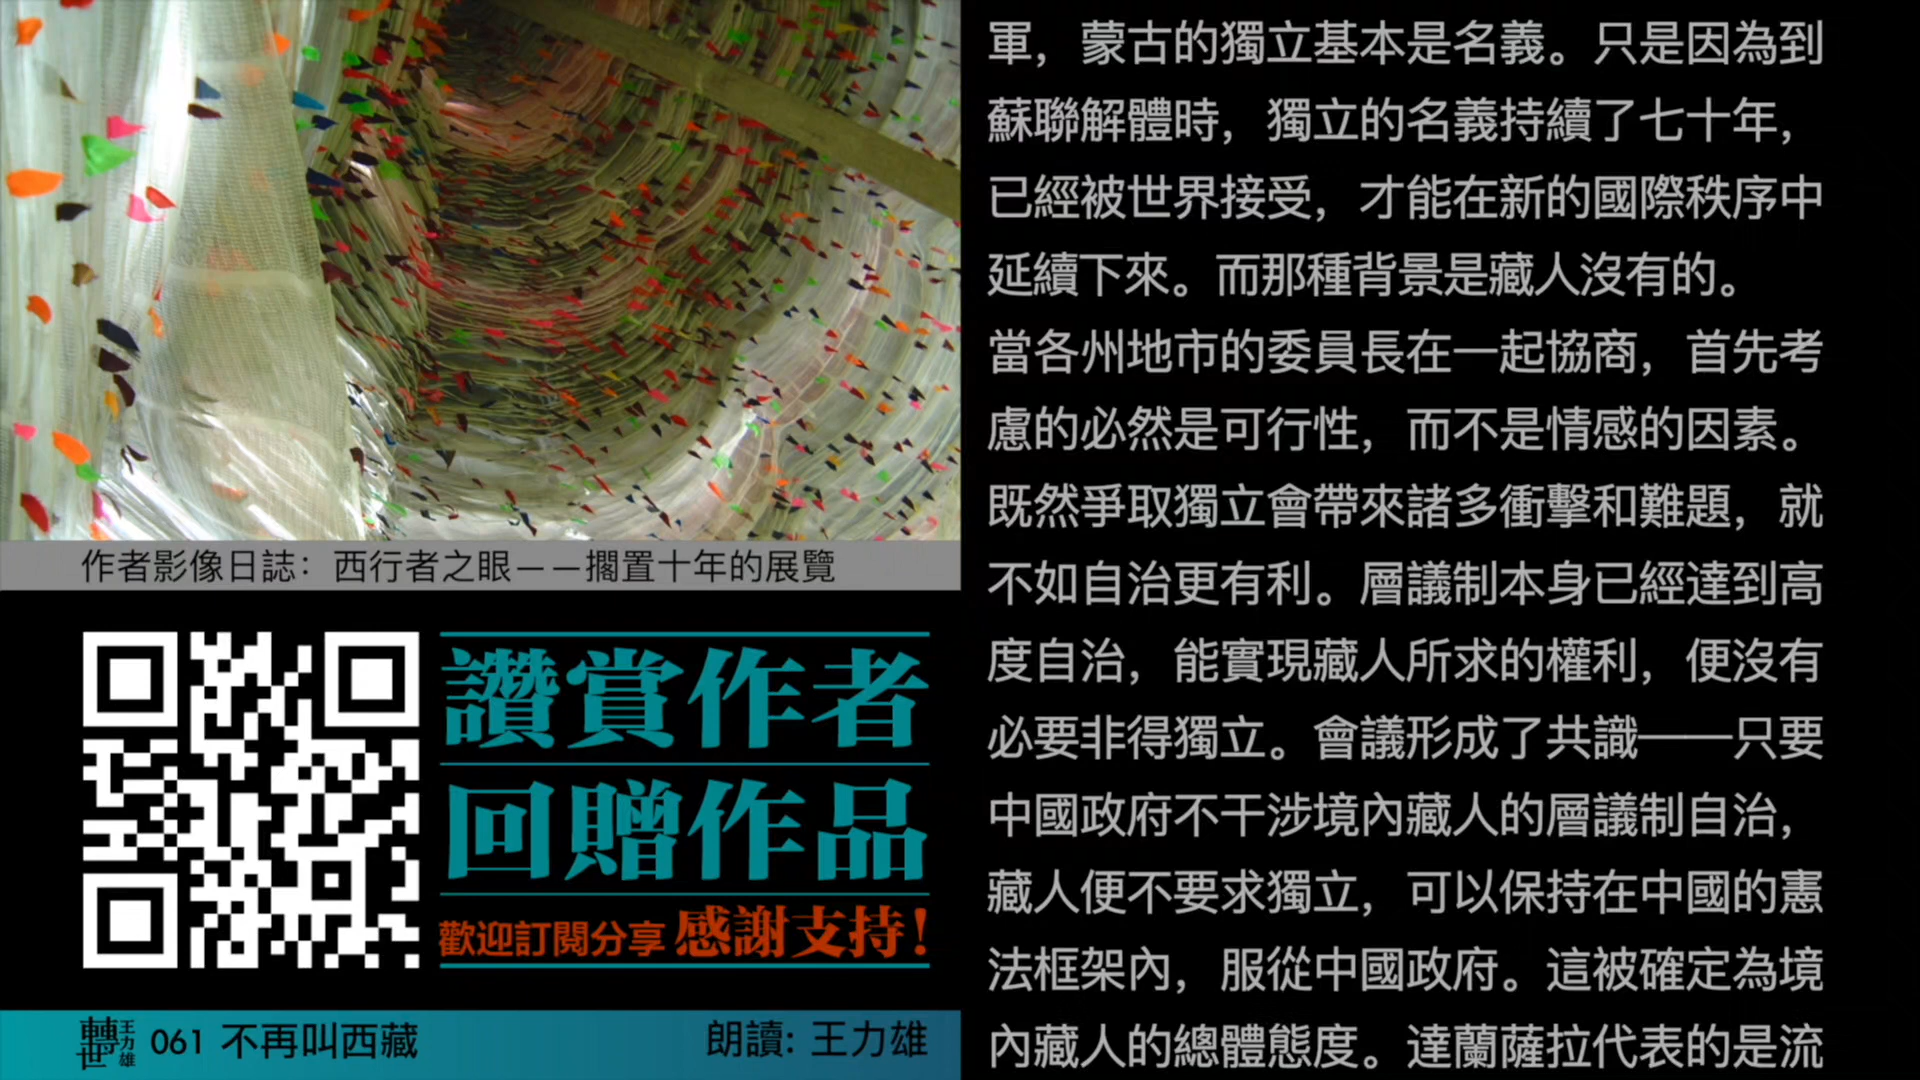 作者影像日誌：西行者之眼——擱置十年的展覽
讚賞作者
回贈作品
歡迎訂閱分享 感謝支持！
轉世
王力雄
061 不再叫西藏
朗讀：王力雄
軍，蒙古的獨立基本是名義。只是因為到
蘇聯解體時，獨立的名義持續了七十年，
已經被世界接受，才能在新的國際秩序中
延續下來。而那種背景是藏人沒有的。
當各州地市的委員長在一起協商，首先考
慮的必然是可行性，而不是情感的因素。
既然爭取獨立會帶來諸多衝擊和難題，就
不如自治更有利。層議制本身已經達到高
度自治，能實現藏人所求的權利，便沒有
必要非得獨立。會議形成了共識——只要
中國政府不干涉境內藏人的層議制自治，
藏人便不要求獨立，可以保持在中國的憲
法框架內，服從中國政府。這被確定為境
內藏人的總體態度。達蘭薩拉代表的是流